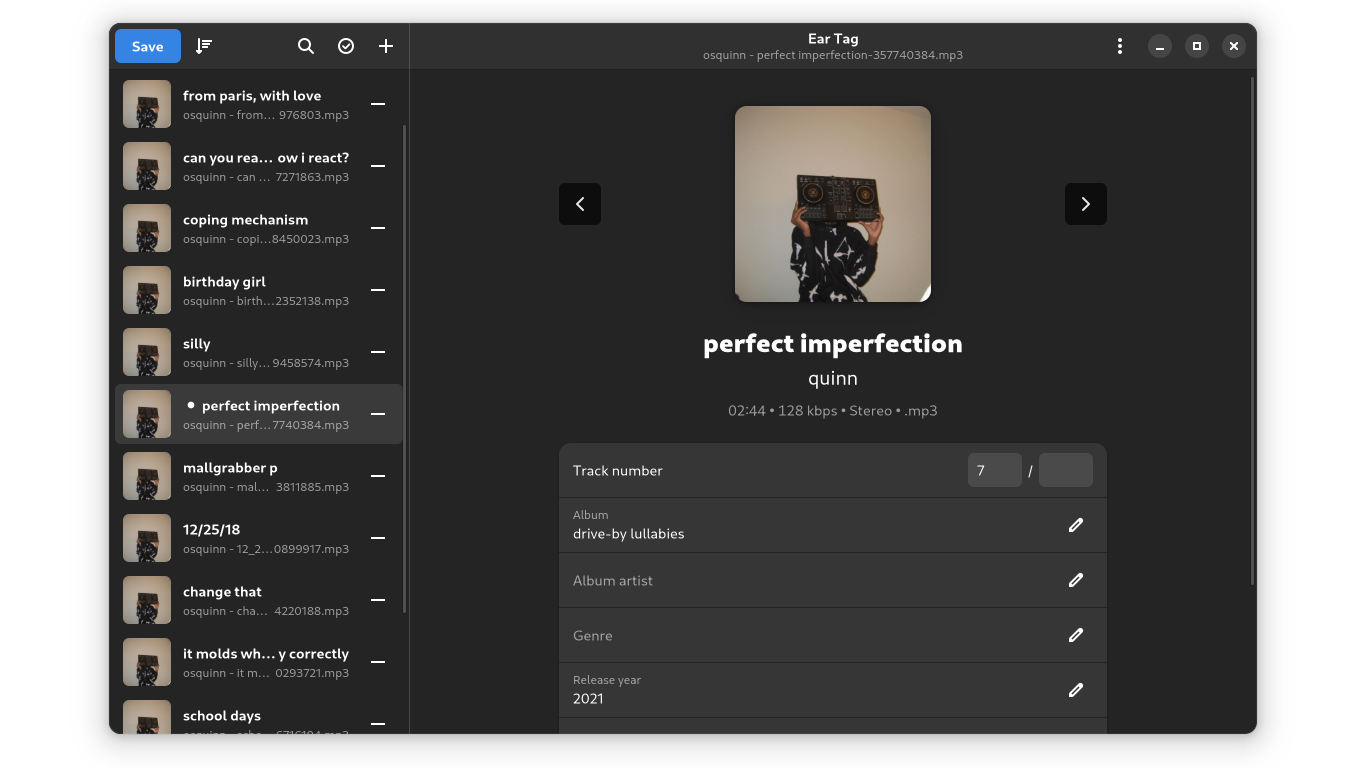 Save
Ear Tag
osquinn - perfect imperfection-357740384.mp3
from paris, with love
osquinn - from… 976803.mp3
can you rea… ow i react?
osquinn - can … 7271863.mp3
coping mechanism
osquinn - copi…8450023.mp3
birthday girl
osquinn - birth…2352138.mp3
silly
osquinn - silly… 9458574.mp3
• perfect imperfection
osquinn - perf…7740384.mp3
mallgrabber p
osquinn - mal… 3811885.mp3
12/25/18
osquinn - 12_2…0899917.mp3
change that
osquinn - cha… 4220188.mp3
it molds wh… y correctly
osquinn - it m… 0293721.mp3
school days
perfect imperfection
quinn
02:44 • 128 kbps • Stereo • .mp3
Track number 7 /
Album
drive-by lullabies
Album artist
Genre
Release year
2021